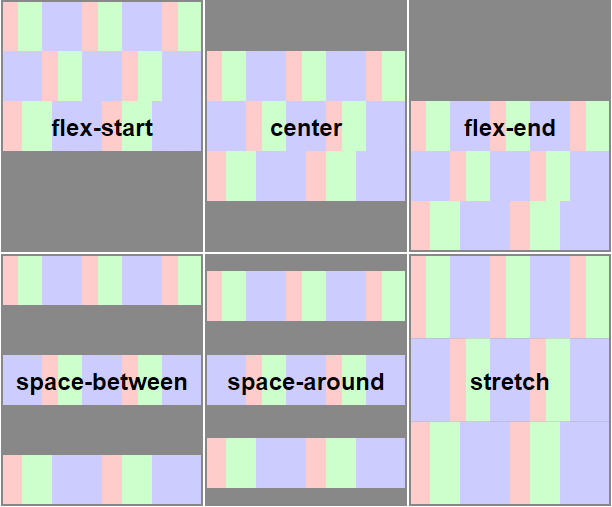 flex-start
center
flex-end
space-between
space-around
stretch